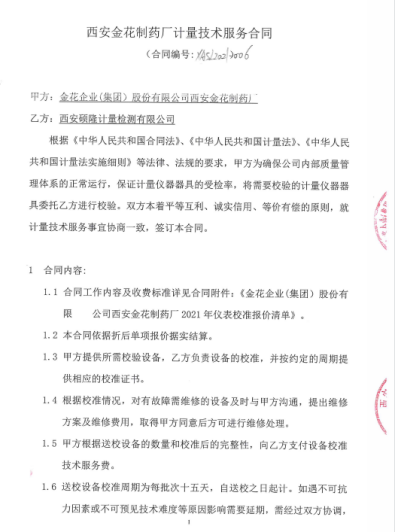 西安金花制药厂计量技术服务合同
（合同编号:
甲方：金花企业(集团）股份有限公司西安金花制药厂
乙方：西安硕隆计量检测有限公司
根据《中华人民共和国合同法》、《中华人民共和国计量法》、《中华人民
共和国计量法实施细则》等法律、法规的要求，甲方为确保公司内部质量管
理体系的正常运行，保证计量仪器器具的受检率，将需要校验的计量仪器器
具委托乙方进行校验。双方本着平等互利、诚实信用、等价有偿的原则，就
计量技术服务事宜协商一致，签订本合同。
1 合同内容:
1.1 合同工作内容及收费标准详见合同附件：《金花企业(集团）股份有
限 公司西安金花制药厂 2021 年仪表校准报价清单》。
1.2 本合同依据折后单项报价据实结算。
1.3 甲方提供所需校验设备，乙方负责设备的校准，并按约定的周期提
供相应的校准证书。
1.4 根据校准情况，对有故障需维修的设备及时与甲方沟通，提出维修
方案及维修费用，取得甲方同意后方可进行维修处理。
1.5 甲方根据送校设备的数量和校准后的完整性，向乙方支付设备校准
技术服务费。
1.6 送校设备校准周期为每批次十五天，自送校之日起计。如遇不可抗
力因素或不可预见技术难度等原因影响需要延期，需经过双方协调，
1